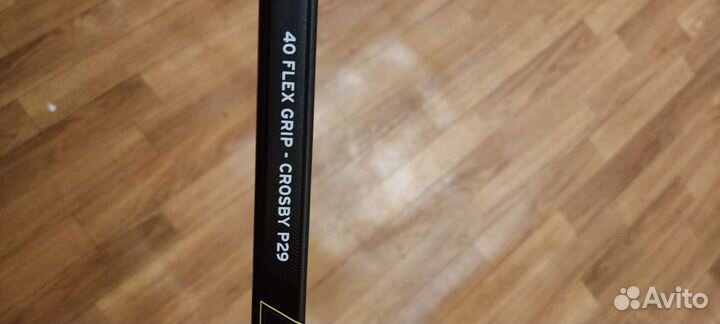 40 FLEX GRIP - CROSBY P29
Avito